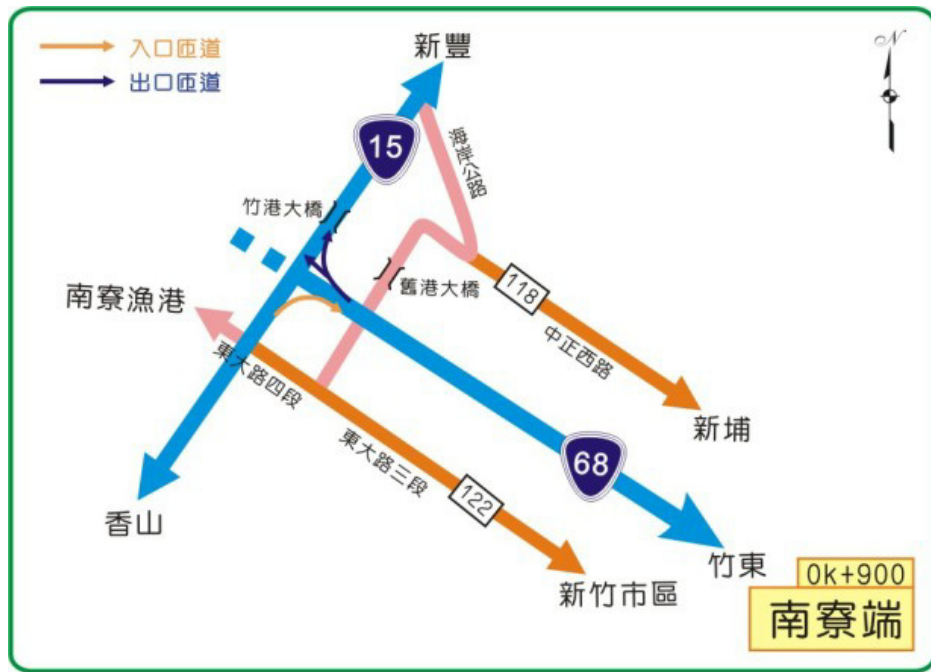 入口匝道
出口匝道
新豐
N
15
海岸公路
竹港大橋
舊港大橋
南寮漁港
118
中正西路
東大路四段
新埔
東大路三段
68
122
香山
竹東
新竹市區
0k+900
南寮端